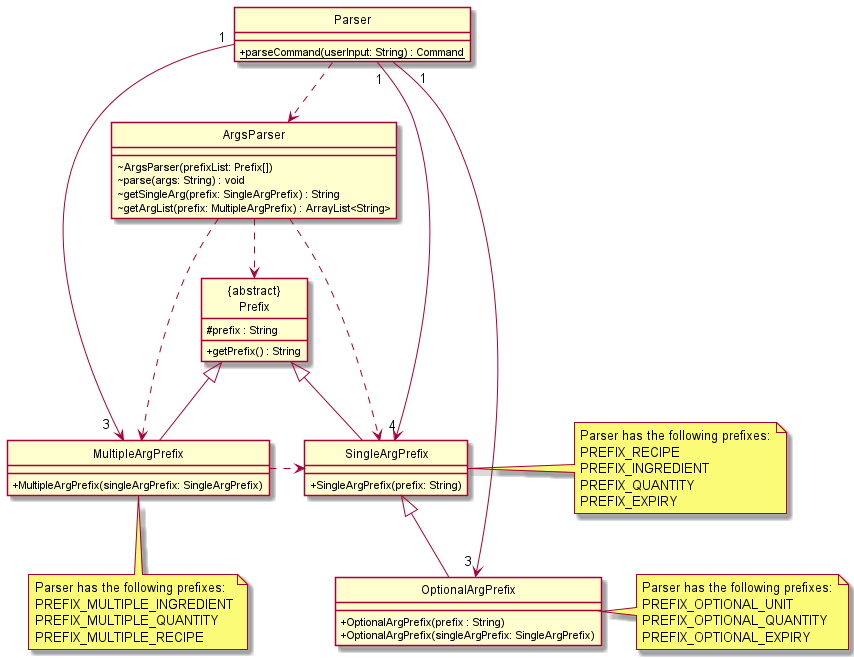 Parser
+parseCommand(userInput: String) : Command
1
1
1
ArgsParser
~ArgsParser(prefixList: Prefix[])
~parse(args: String) : void
~getSingleArg(prefix: SingleArgPrefix) : String
~getArgList(prefix: MultipleArgPrefix) : ArrayList<String>
{abstract}
Prefix
#prefix : String
+getPrefix() : String
3
4
MultipleArgPrefix
+MultipleArgPrefix(singleArgPrefix: SingleArgPrefix)
SingleArgPrefix
+SingleArgPrefix(prefix: String)
Parser has the following prefixes:
PREFIX_RECIPE
PREFIX_INGREDIENT
PREFIX_QUANTITY
PREFIX_EXPIRY
3
Parser has the following prefixes:
PREFIX_MULTIPLE_INGREDIENT
PREFIX_MULTIPLE_QUANTITY
PREFIX_MULTIPLE_RECIPE
OptionalArgPrefix
+OptionalArgPrefix(prefix : String)
+OptionalArgPrefix(singleArgPrefix: SingleArgPrefix)
Parser has the following prefixes:
PREFIX_OPTIONAL_UNIT
PREFIX_OPTIONAL_QUANTITY
PREFIX_OPTIONAL_EXPIRY